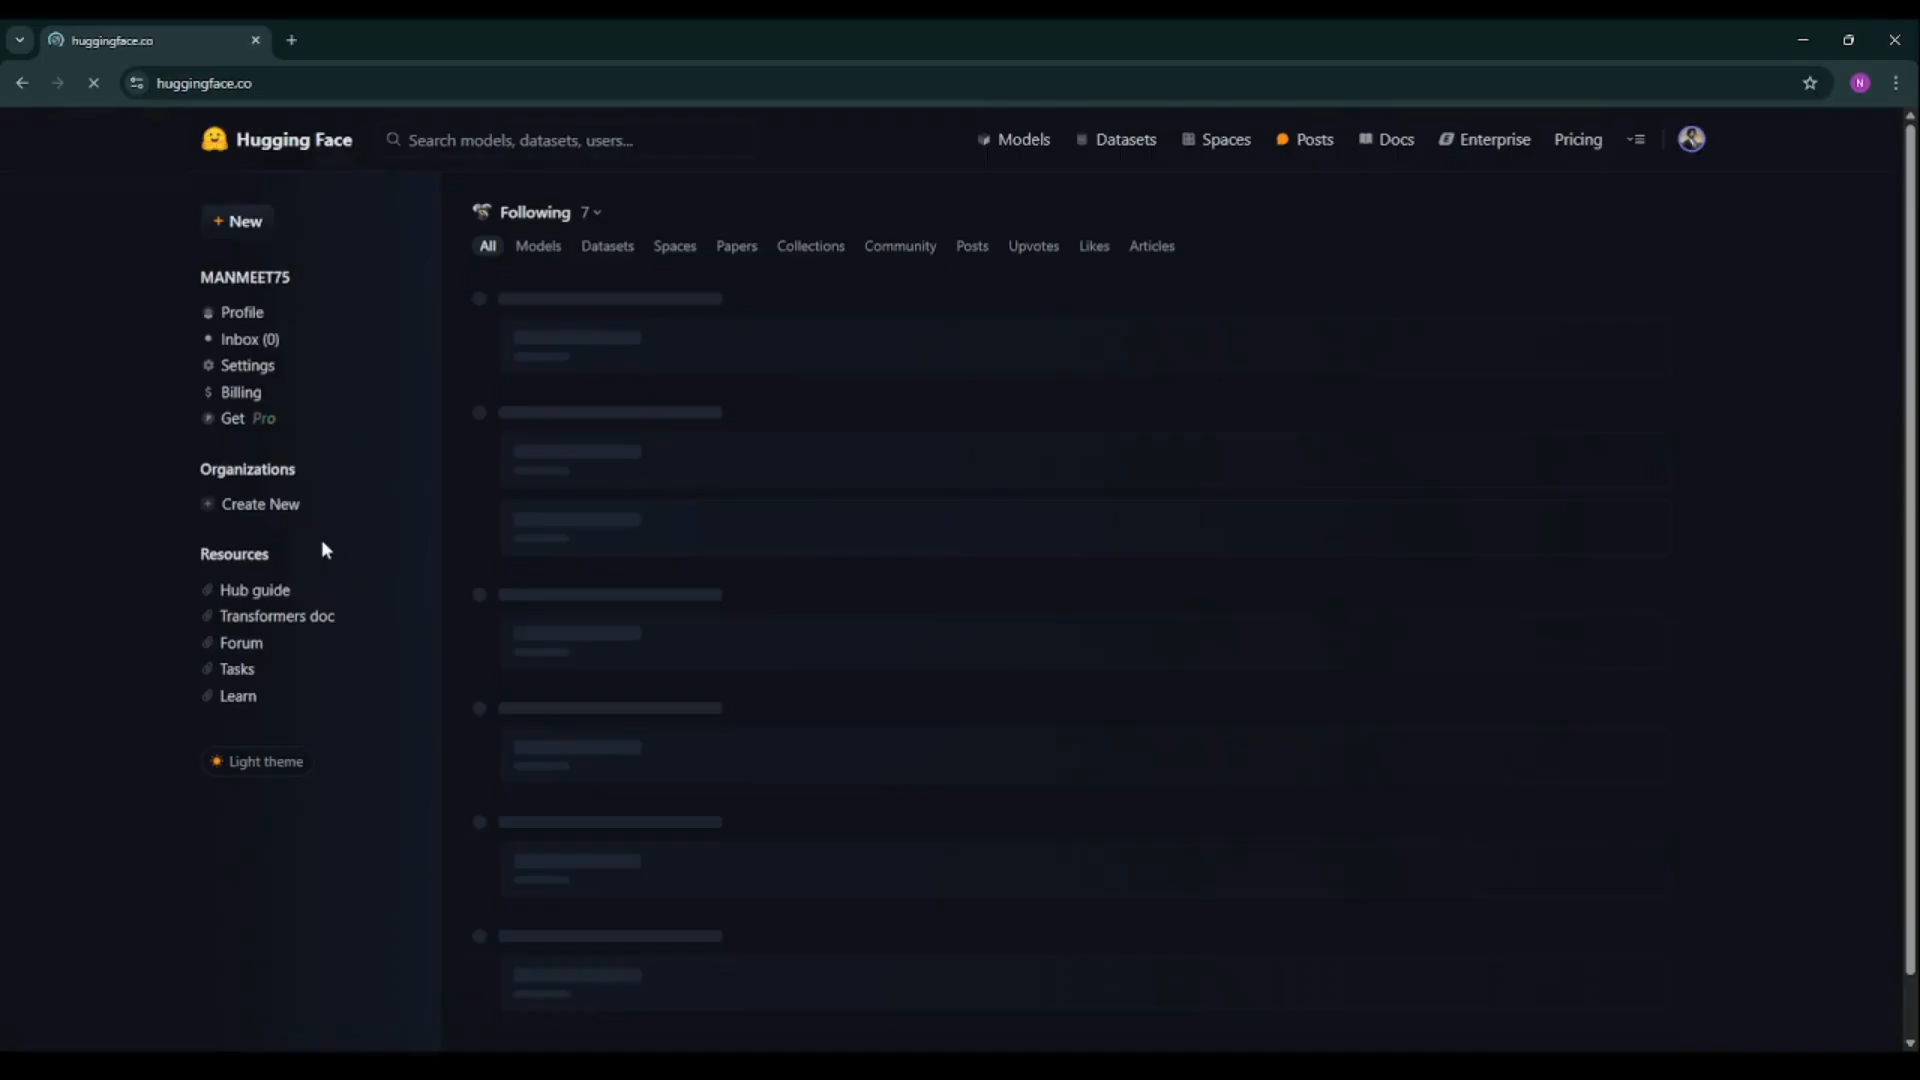 huggingface.co
huggingface.co
Hugging Face
Search models, datasets, users...
Models
Datasets
Spaces
Posts
Docs
Enterprise
Pricing
+ New
MANMEET75
Profile
Inbox (0)
Settings
$ Billing
Get Pro
Organizations
+ Create New
Resources
Hub guide
Transformers doc
Forum
Tasks
Learn
Light theme
Following 7
All Models Datasets Spaces Papers Collections Community Posts Upvotes Likes Articles
N